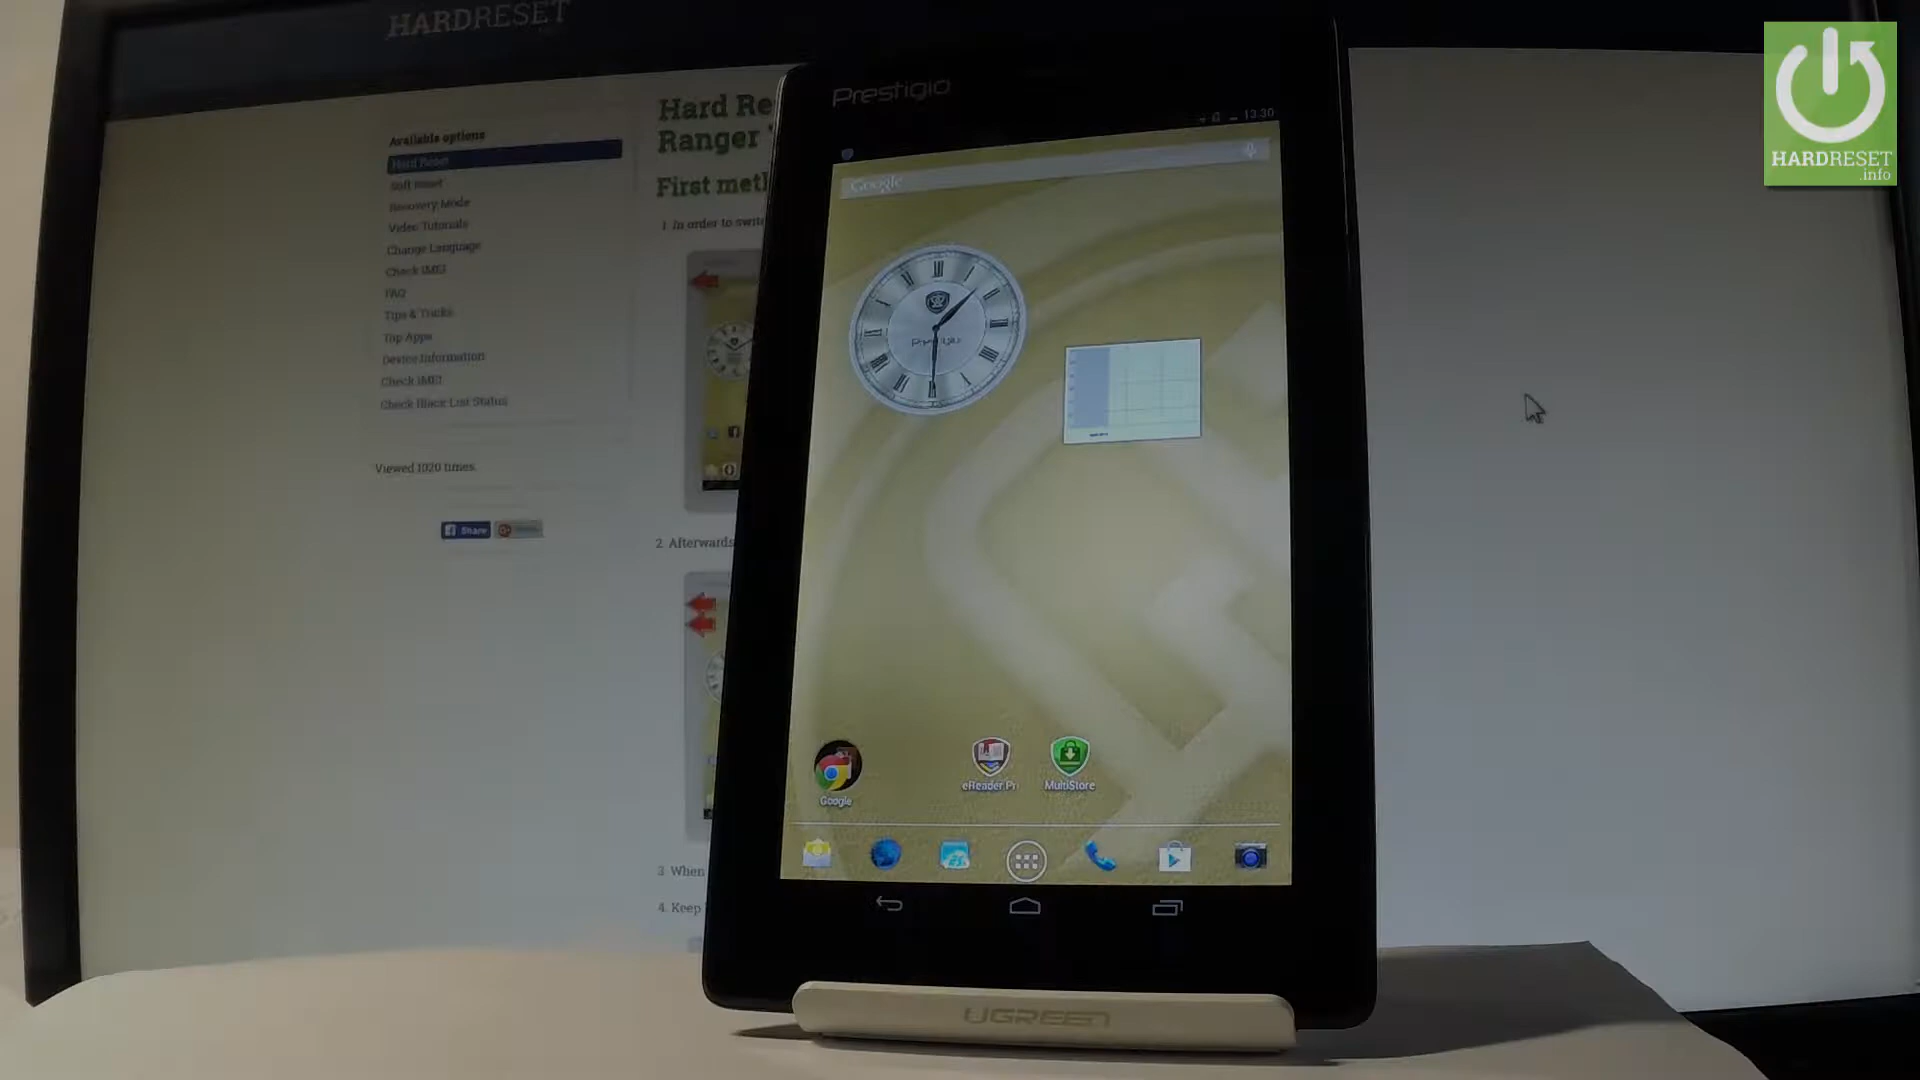 HARDRESET
HARDRESET
.info
Available options
Hard Reset
Soft Reset
Recovery Mode
Video Tutorials
Change Language
Check IMEI
FAQ
Tips & Tricks
Top Apps
Device Information
Check IMEI
Check Black List Status
Viewed 1020 times.
Share
Hard Re
Ranger
First meth
1. In order to swit
2. Afterwards
3. When
4. Keep
Prestigio
13:30
Google
Prestigio
Google
eReader Pr
MultiStore
UGREEN